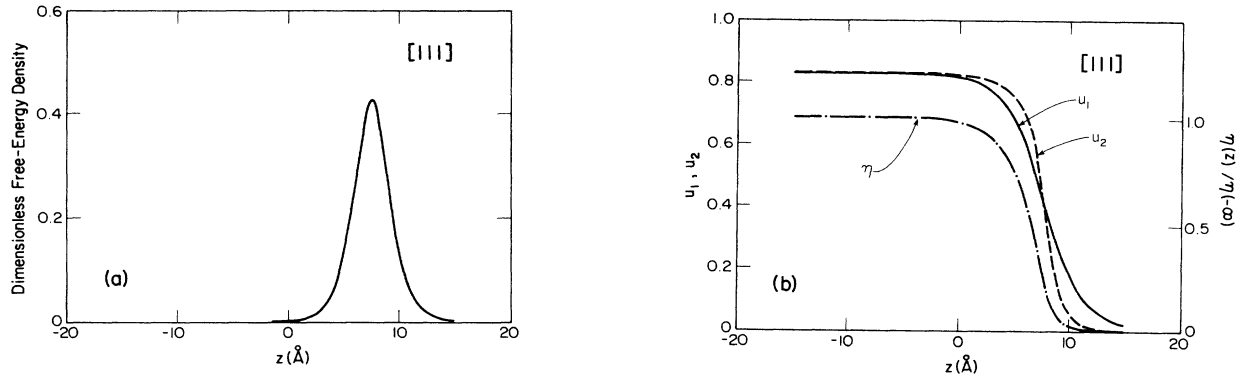 Dimensionless Free-Energy Density
0.6
0.4
0.2
0
[111]
(a)
-20
-10
0
10
20
z(Å)
u₁, u₂
1.0
0.8
0.6
0.4
0.2
0
[111]
u₁
u₂
η
(b)
-20
-10
0
10
20
z(Å)
1.0
0.5
0
η(z) / η(-∞)